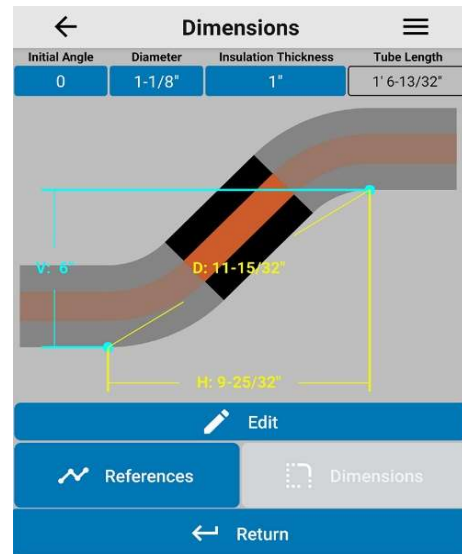 Dimensions
Initial Angle Diameter Insulation Thickness Tube Length
0 1-1/8" 1" 1' 6-13/32"
V: 6" D: 11-15/32"
H: 9-25/32"
Edit
References Dimensions
Return